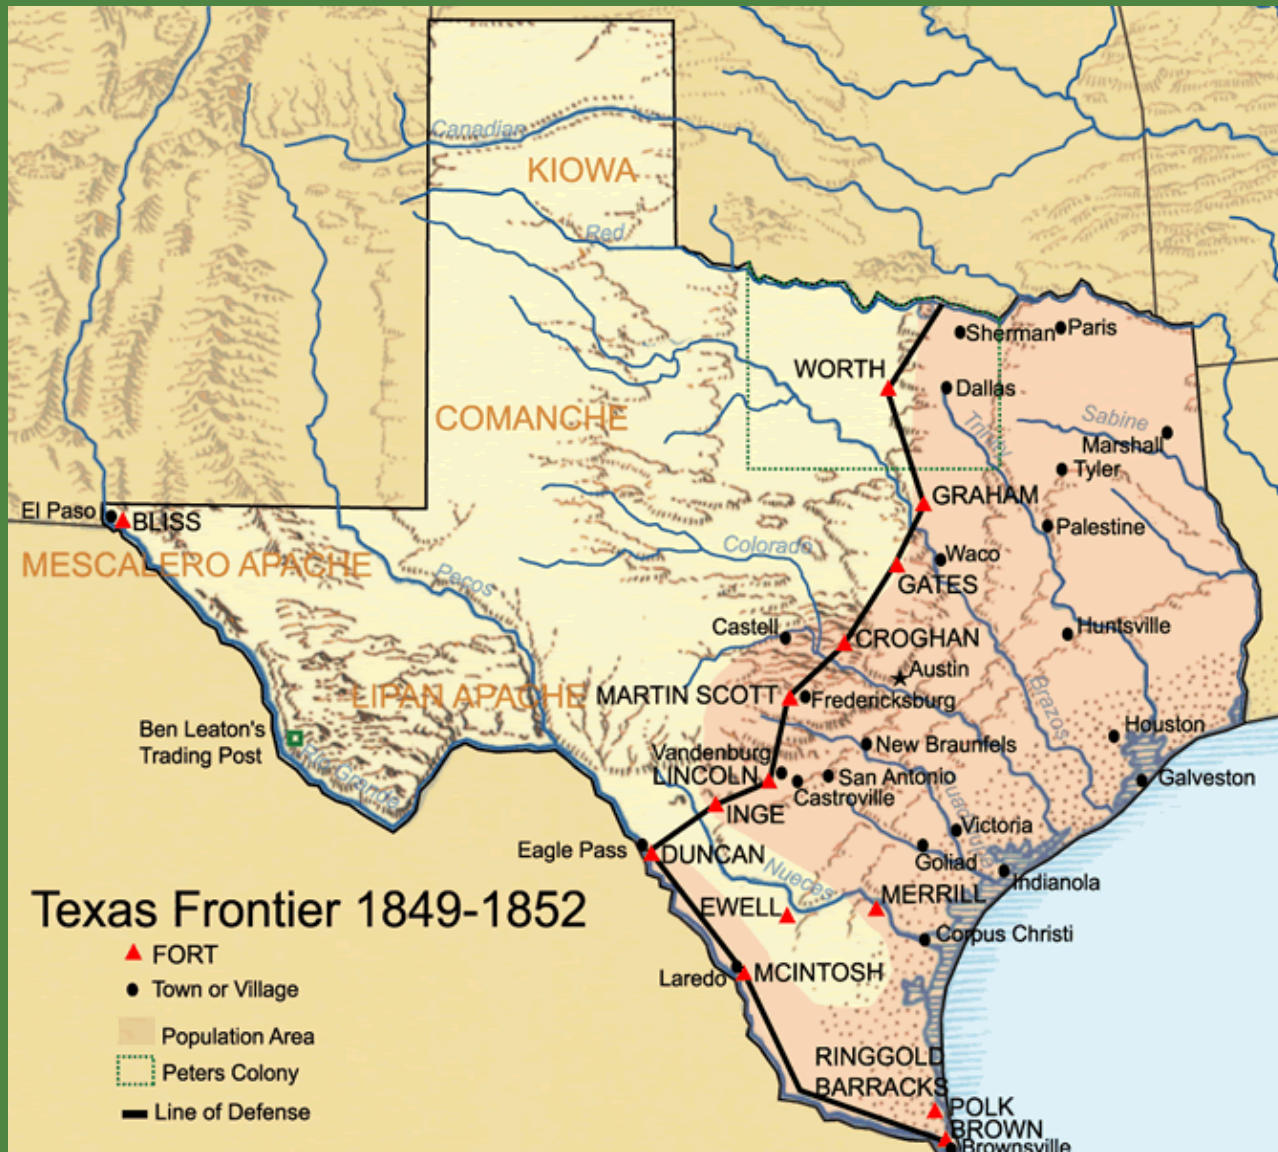 Canadian
KIOWA
Red
Sherman
Paris
WORTH
Dallas
COMANCHE
Trinity
Sabine
Marshall
Tyler
GRAHAM
El Paso
BLISS
Palestine
MESCALERO APACHE
Colorado
Waco
Pecos
GATES
Castell
CROGHAN
Huntsville
Austin
LIPAN APACHE
MARTIN SCOTT
Fredericksburg
Brazos
Ben Leaton's
Trading Post
Rio Grande
Houston
Vandenburg
New Braunfels
LINCOLN
San Antonio
Galveston
Castroville
Guadalupe
INGE
Victoria
Eagle Pass
DUNCAN
Goliad
Nueces
Indianola
MERRILL
EWELL
Corpus Christi
Laredo
MCINTOSH
RINGGOLD
BARRACKS
POLK
BROWN
Brownsville
Texas Frontier 1849-1852
FORT
Town or Village
Population Area
Peters Colony
Line of Defense